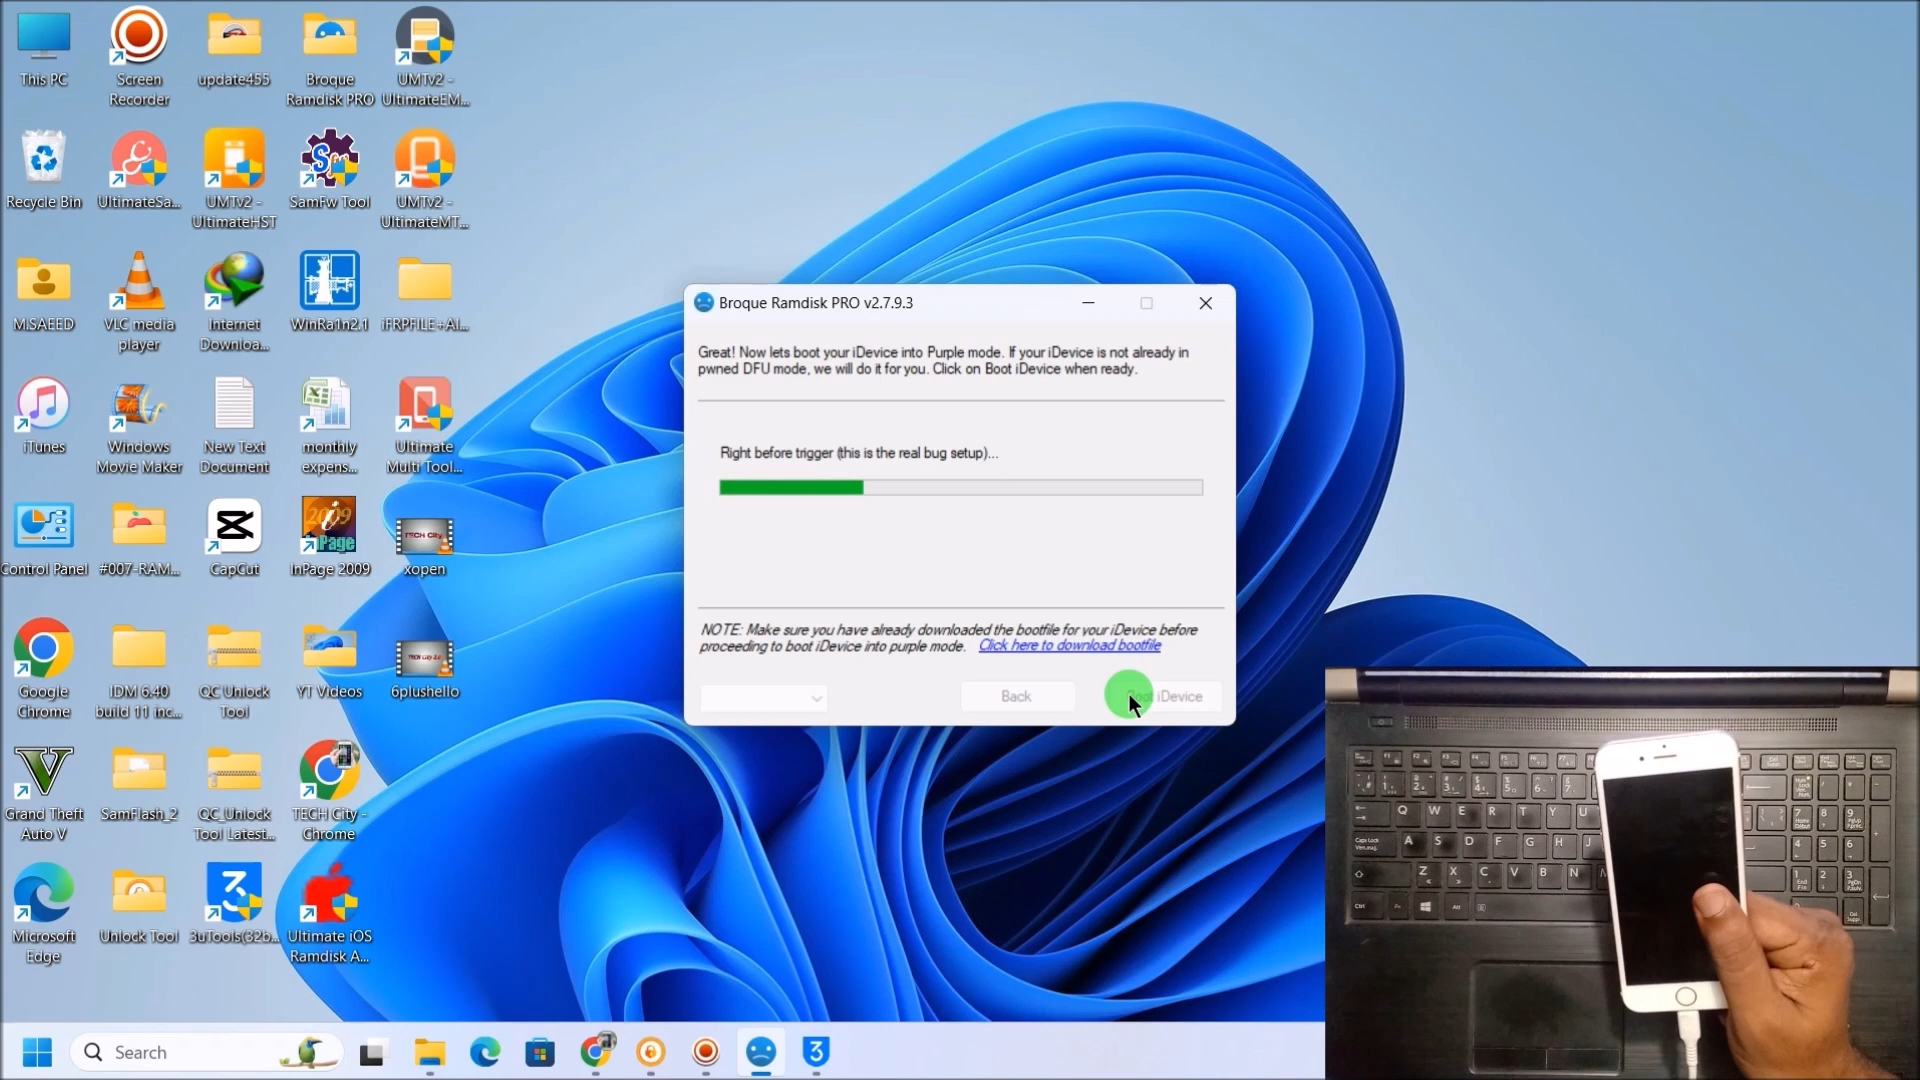 This PC
Screen
Recorder
update455
Broque
Ramdisk PRO
UMTv2 -
UltimateEM...
Recycle Bin
UltimateSa...
UMTv2 -
UltimateHST
SamFw Tool
UMTv2 -
UltimateMT...
M.SAEED
VLC media
player
Internet
Downloa...
WinRa1n2.1
iFRPFILE+AI...
iTunes
Windows
Movie Maker
New Text
Document
monthly
expens...
Ultimate
Multi Tool...
Control Panel
#007-RAM...
CapCut
2009
InPage
InPage 2009
TECH City
xopen
Google
Chrome
IDM 6.40
build 11 inc...
QC Unlock
Tool
YT Videos
6plushello
Grand Theft
Auto V
SamFlash_2
QC_Unlock
Tool Latest...
TECH City -
Chrome
Microsoft
Edge
Unlock Tool
3uTools(32b...
Ultimate iOS
Ramdisk A...
Broque Ramdisk PRO v2.7.9.3
Great! Now lets boot your iDevice into Purple mode. If your iDevice is not already in
pwned DFU mode, we will do it for you. Click on Boot iDevice when ready.
Right before trigger (this is the real bug setup)...
NOTE: Make sure you have already downloaded the bootfile for your iDevice before
proceeding to boot iDevice into purple mode. Click here to download bootfile
Back
Boot iDevice
Search
Q W E R T Y U
A S D F G H J
Z X C V B N